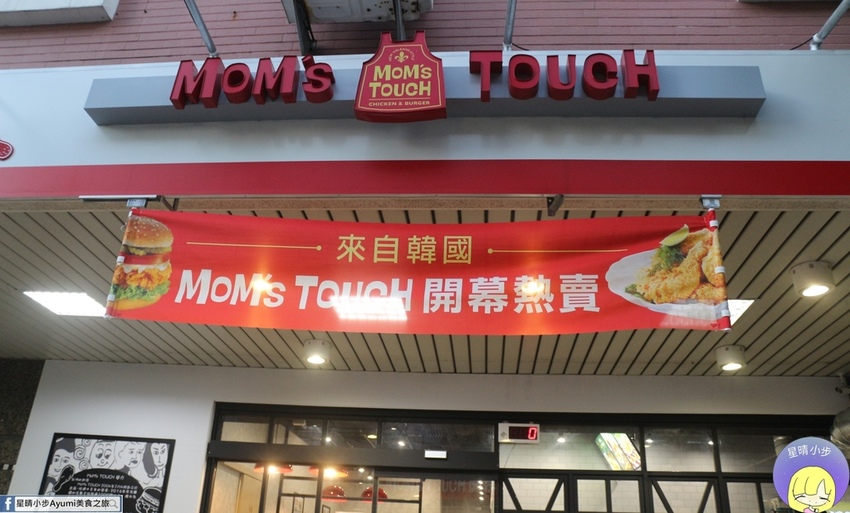 MOM'S TOUCH
MOM'S
TOUCH
CHICKEN & BURGER
來自韓國
MOM'S TOUCH 開幕熱賣
0
星晴小步
星晴小步Ayumi美食之旅